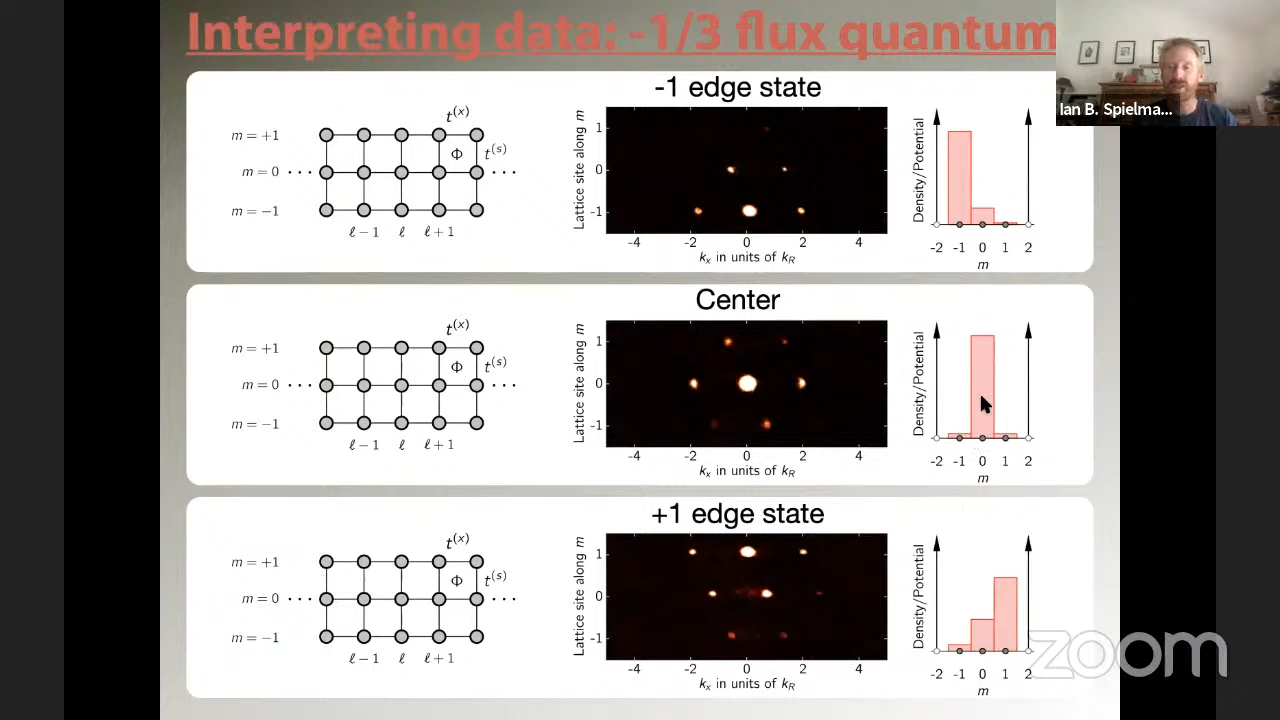 Interpreting data: -1/3 flux quantum
Ian B. Spielma...
-1 edge state
t(x)
m = +1
Φ
t(s)
m = 0
m = −1
ℓ − 1
ℓ
ℓ + 1
Lattice site along m
1
0
-1
-4
-2
0
2
4
kx in units of kR
Density/Potential
-2
-1
0
1
2
m
Center
t(x)
m = +1
Φ
t(s)
m = 0
m = −1
ℓ − 1
ℓ
ℓ + 1
Lattice site along m
1
0
-1
-4
-2
0
2
4
kx in units of kR
Density/Potential
-2
-1
0
1
2
m
+1 edge state
t(x)
m = +1
Φ
t(s)
m = 0
m = −1
ℓ − 1
ℓ
ℓ + 1
Lattice site along m
1
0
-1
-4
-2
0
2
4
kx in units of kR
Density/Potential
-2
-1
0
1
2
m
zoom